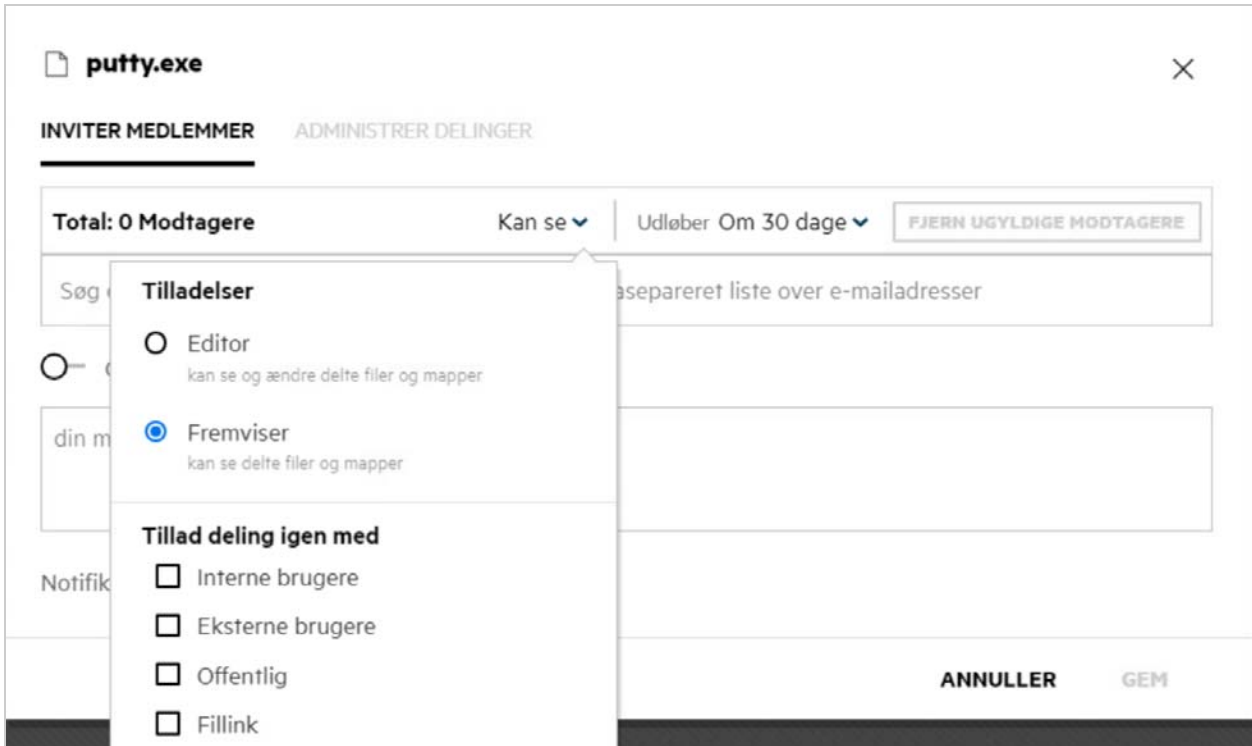 putty.exe
INVITER MEDLEMMER ADMINISTRER DELINGER
Total: 0 Modtagere Kan se Udløber Om 30 dage FJERN UGYLDIGE MODTAGERE
Søg asepareret liste over e-mailadresser
Tilladelser
Editor
kan se og ændre delte filer og mapper
din m
Fremviser
kan se delte filer og mapper
Tillad deling igen med
Notifik
Interne brugere
Eksterne brugere
Offentlig
Fillink
ANNULLER GEM